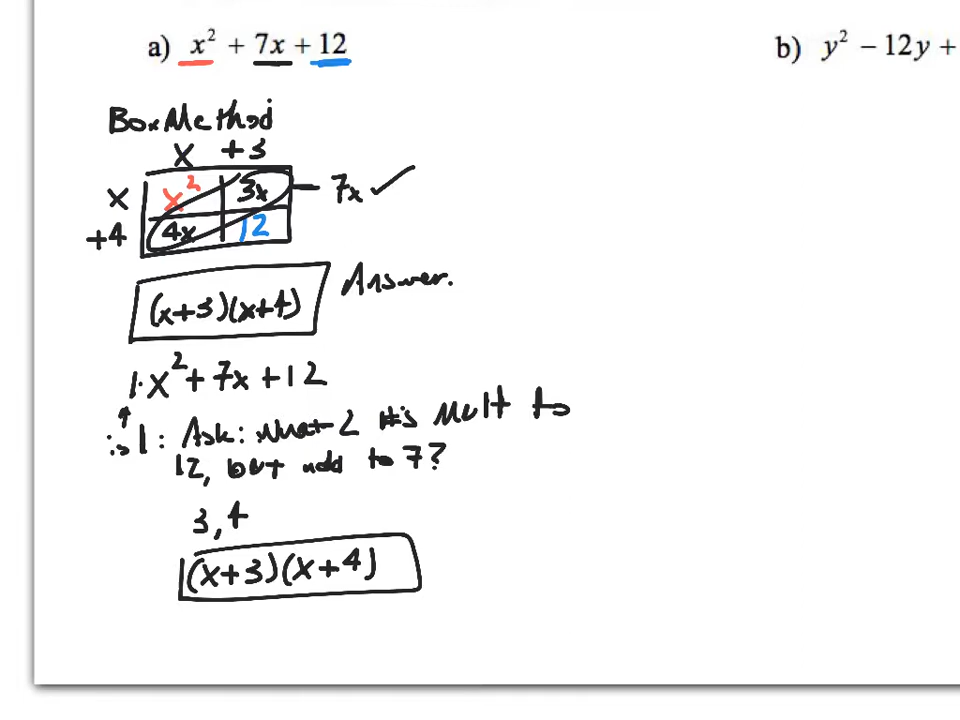 a) x² + 7x + 12
b) y² − 12y +
Box Method
x +3
x x² 3x — 7x ✓
+4 4x 12
(x+3)(x+4) Answer.
1·x² + 7x + 12
↑
is 1: Ask: What 2 #'s Mult to
12, but add to 7?
3, 4
(x+3)(x+4)